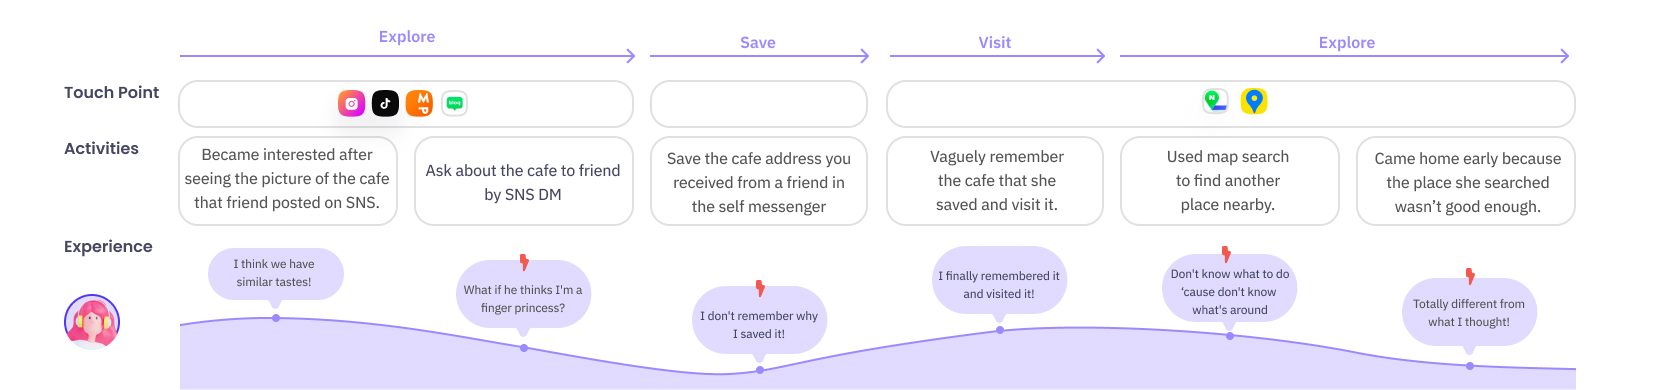 Explore
Save
Visit
Explore
Touch Point
M
P
blog
N
Activities
Became interested after
seeing the picture of the cafe
that friend posted on SNS.
Ask about the cafe to friend
by SNS DM
Save the cafe address you
received from a friend in
the self messenger
Vaguely remember
the cafe that she
saved and visit it.
Used map search
to find another
place nearby.
Came home early because
the place she searched
wasn’t good enough.
Experience
I think we have
similar tastes!
What if he thinks I'm a
finger princess?
I don't remember why
I saved it!
I finally remembered it
and visited it!
Don't know what to do
‘cause don't know
what's around
Totally different from
what I thought!